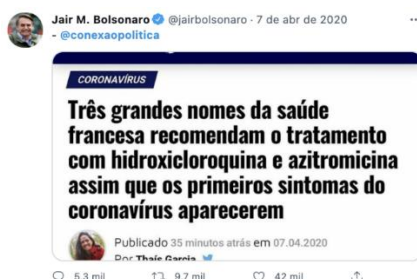 Jair M. Bolsonaro @jairbolsonaro · 7 de abr de 2020
- @conexaopolitica
CORONAVÍRUS
Três grandes nomes da saúde
francesa recomendam o tratamento
com hidroxicloroquina e azitromicina
assim que os primeiros sintomas do
coronavírus aparecerem
Publicado 35 minutos atrás em 07.04.2020
Por Thaís Garcia
5,3 mil 9,7 mil 42 mil